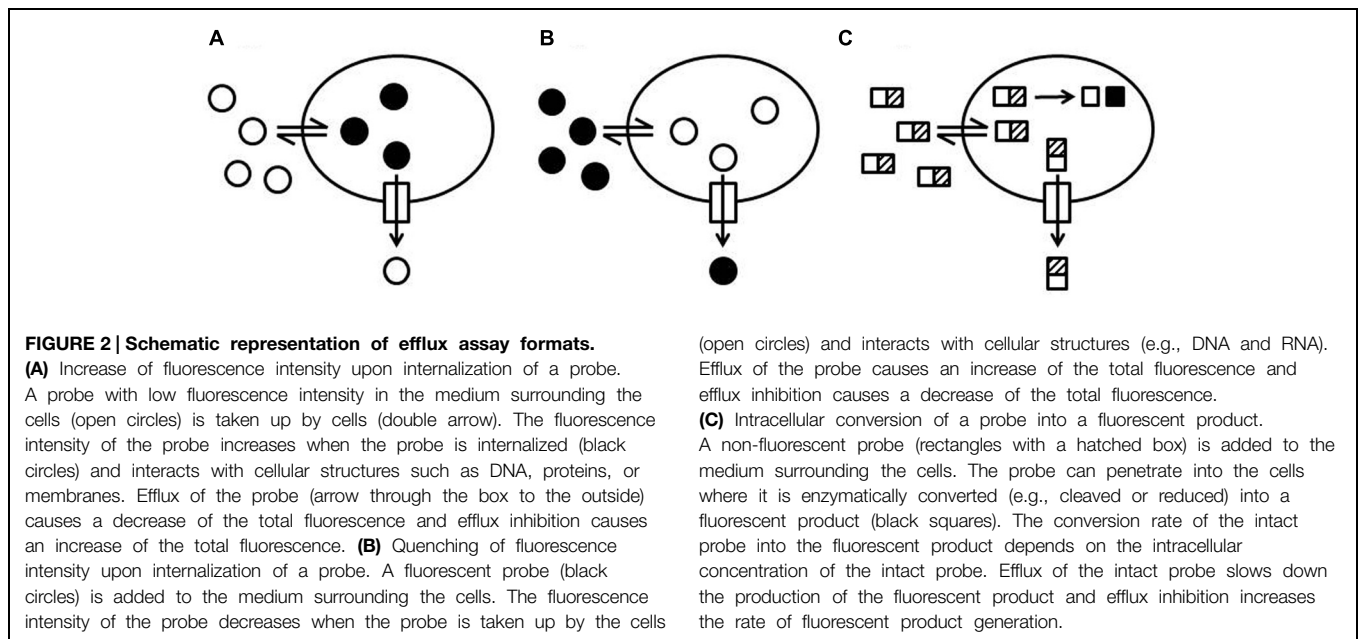 A
B
C
FIGURE 2 | Schematic representation of efflux assay formats.
(A) Increase of fluorescence intensity upon internalization of a probe.
A probe with low fluorescence intensity in the medium surrounding the
cells (open circles) is taken up by cells (double arrow). The fluorescence
intensity of the probe increases when the probe is internalized (black
circles) and interacts with cellular structures such as DNA, proteins, or
membranes. Efflux of the probe (arrow through the box to the outside)
causes a decrease of the total fluorescence and efflux inhibition causes
an increase of the total fluorescence. (B) Quenching of fluorescence
intensity upon internalization of a probe. A fluorescent probe (black
circles) is added to the medium surrounding the cells. The fluorescence
intensity of the probe decreases when the probe is taken up by the cells
(open circles) and interacts with cellular structures (e.g., DNA and RNA).
Efflux of the probe causes an increase of the total fluorescence and
efflux inhibition causes a decrease of the total fluorescence.
(C) Intracellular conversion of a probe into a fluorescent product.
A non-fluorescent probe (rectangles with a hatched box) is added to the
medium surrounding the cells. The probe can penetrate into the cells
where it is enzymatically converted (e.g., cleaved or reduced) into a
fluorescent product (black squares). The conversion rate of the intact
probe into the fluorescent product depends on the intracellular
concentration of the intact probe. Efflux of the intact probe slows down
the production of the fluorescent product and efflux inhibition increases
the rate of fluorescent product generation.